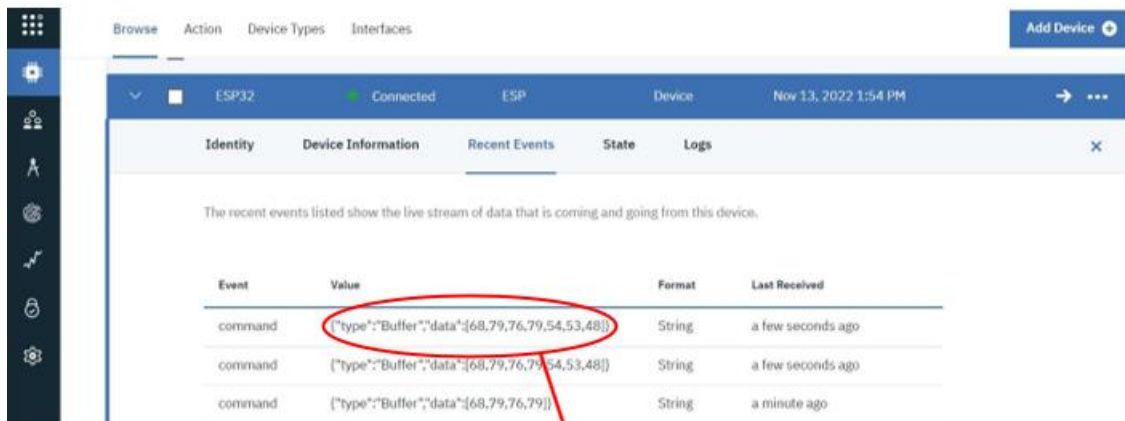 Browse Action Device Types Interfaces Add Device
ESP32 Connected ESP Device Nov 13, 2022 1:54 PM
Identity Device Information Recent Events State Logs
The recent events listed show the live stream of data that is coming and going from this device.
Event Value Format Last Received
command {"type":"Buffer","data":[68,79,76,79,54,53,48]} String a few seconds ago
command {"type":"Buffer","data":[68,79,76,79,54,53,48]} String a few seconds ago
command {"type":"Buffer","data":[68,79,76,79]} String a minute ago